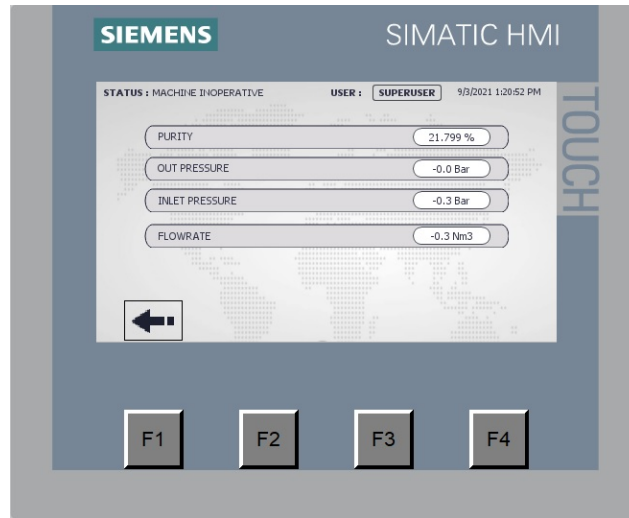 SIEMENS
SIMATIC HMI
TOUCH
STATUS : MACHINE INOPERATIVE USER : SUPERUSER 9/3/2021 1:20:52 PM
PURITY 21.799 %
OUT PRESSURE -0.0 Bar
INLET PRESSURE -0.3 Bar
FLOWRATE -0.3 Nm3
F1 F2 F3 F4